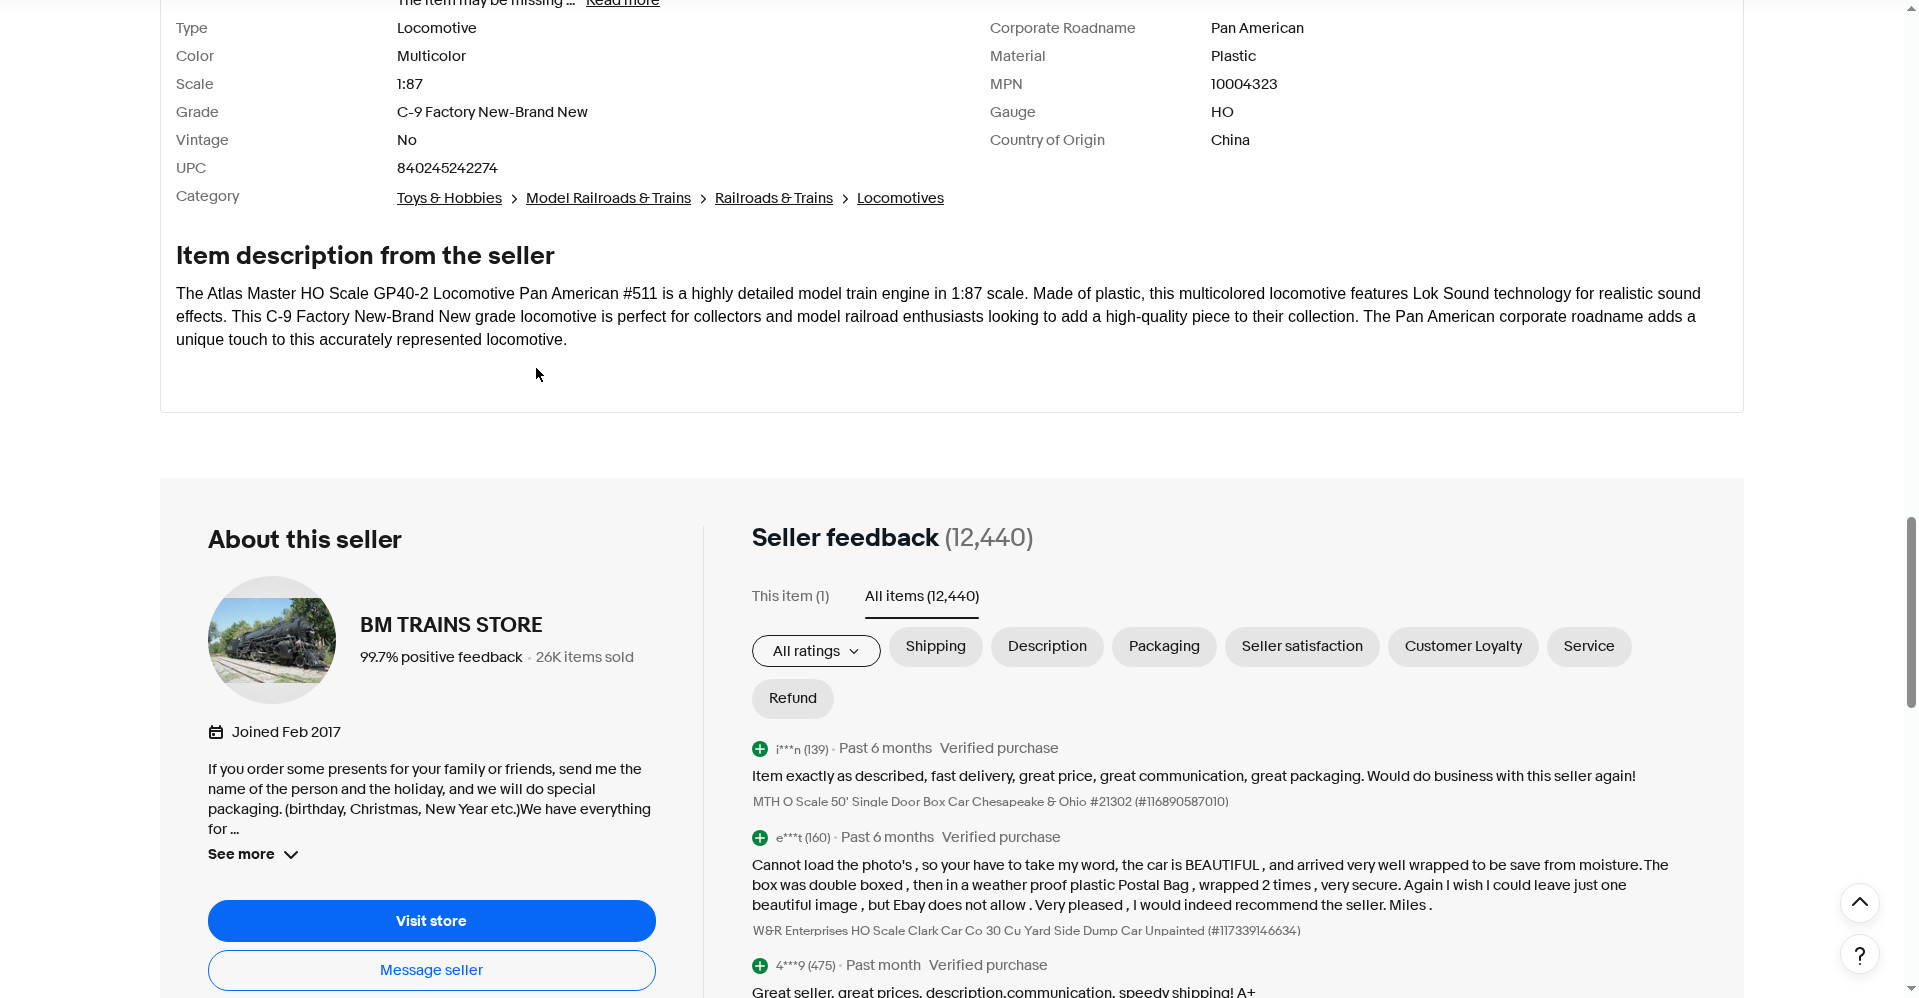 The item may be missing ... Read more
Type Locomotive Corporate Roadname Pan American
Color Multicolor Material Plastic
Scale 1:87 MPN 10004323
Grade C-9 Factory New-Brand New Gauge HO
Vintage No Country of Origin China
UPC 840245242274
Category Toys & Hobbies > Model Railroads & Trains > Railroads & Trains > Locomotives
Item description from the seller
The Atlas Master HO Scale GP40-2 Locomotive Pan American #511 is a highly detailed model train engine in 1:87 scale. Made of plastic, this multicolored locomotive features Lok Sound technology for realistic sound
effects. This C-9 Factory New-Brand New grade locomotive is perfect for collectors and model railroad enthusiasts looking to add a high-quality piece to their collection. The Pan American corporate roadname adds a
unique touch to this accurately represented locomotive.
About this seller
BM TRAINS STORE
99.7% positive feedback • 26K items sold
Joined Feb 2017
If you order some presents for your family or friends, send me the
name of the person and the holiday, and we will do special
packaging. (birthday, Christmas, New Year etc.)We have everything
for ...
See more
Visit store
Message seller
Seller feedback (12,440)
This item (1) All items (12,440)
All ratings Shipping Description Packaging Seller satisfaction Customer Loyalty Service
Refund
i***n (139) • Past 6 months Verified purchase
Item exactly as described, fast delivery, great price, great communication, great packaging. Would do business with this seller again!
MTH O Scale 50' Single Door Box Car Chesapeake & Ohio #21302 (#116890587010)
e***t (160) • Past 6 months Verified purchase
Cannot load the photo's , so your have to take my word, the car is BEAUTIFUL , and arrived very well wrapped to be save from moisture. The
box was double boxed , then in a weather proof plastic Postal Bag , wrapped 2 times , very secure. Again I wish I could leave just one
beautiful image , but Ebay does not allow . Very pleased , I would indeed recommend the seller. Miles .
W&R Enterprises HO Scale Clark Car Co 30 Cu Yard Side Dump Car Unpainted (#117339146634)
4***9 (475) • Past month Verified purchase
Great seller, great prices, description,communication, speedy shipping! A+
?